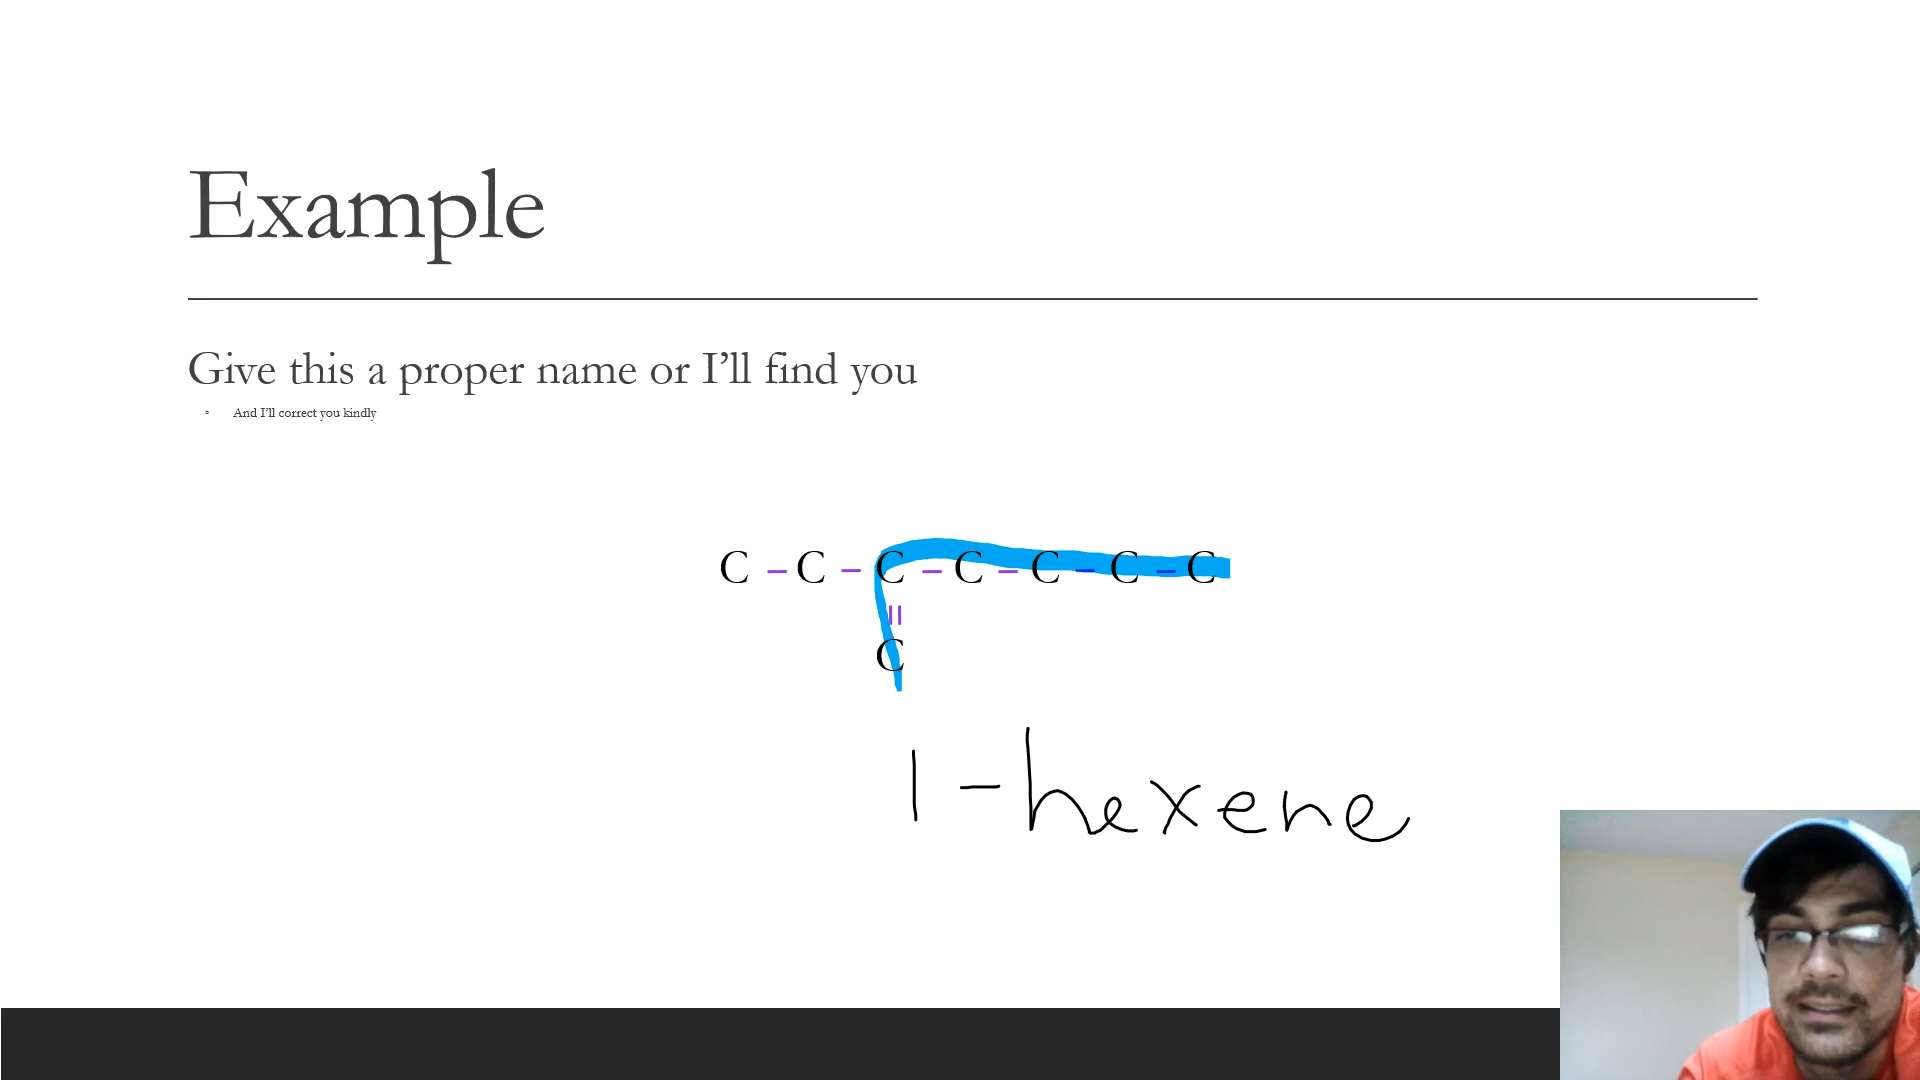 Example
Give this a proper name or I’ll find you
◦ And I’ll correct you kindly
C – C – C – C – C – C – C
||
C
1-hexene